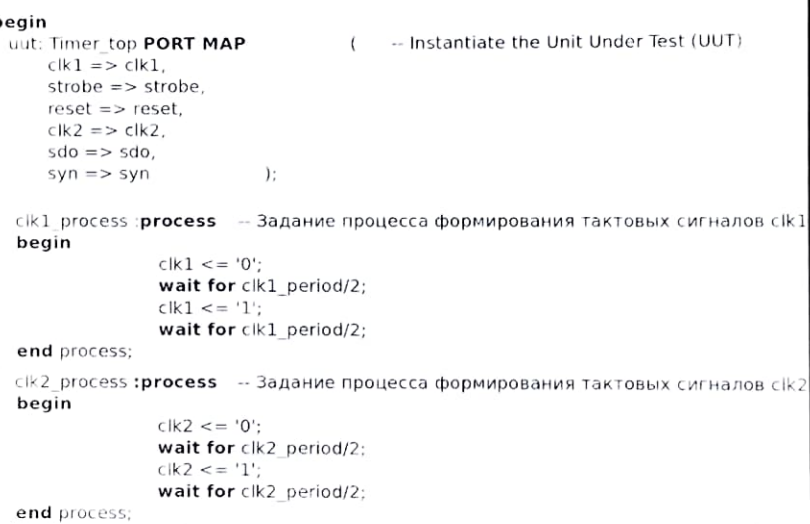 begin
uut: Timer_top PORT MAP ( -- Instantiate the Unit Under Test (UUT)
clk1 => clk1,
strobe => strobe,
reset => reset,
clk2 => clk2,
sdo => sdo,
syn => syn );
clk1_process :process -- Задание процесса формирования тактовых сигналов clk1
begin
clk1 <= '0';
wait for clk1_period/2;
clk1 <= '1';
wait for clk1_period/2;
end process;
clk2_process :process -- Задание процесса формирования тактовых сигналов clk2
begin
clk2 <= '0';
wait for clk2_period/2;
clk2 <= '1';
wait for clk2_period/2;
end process;